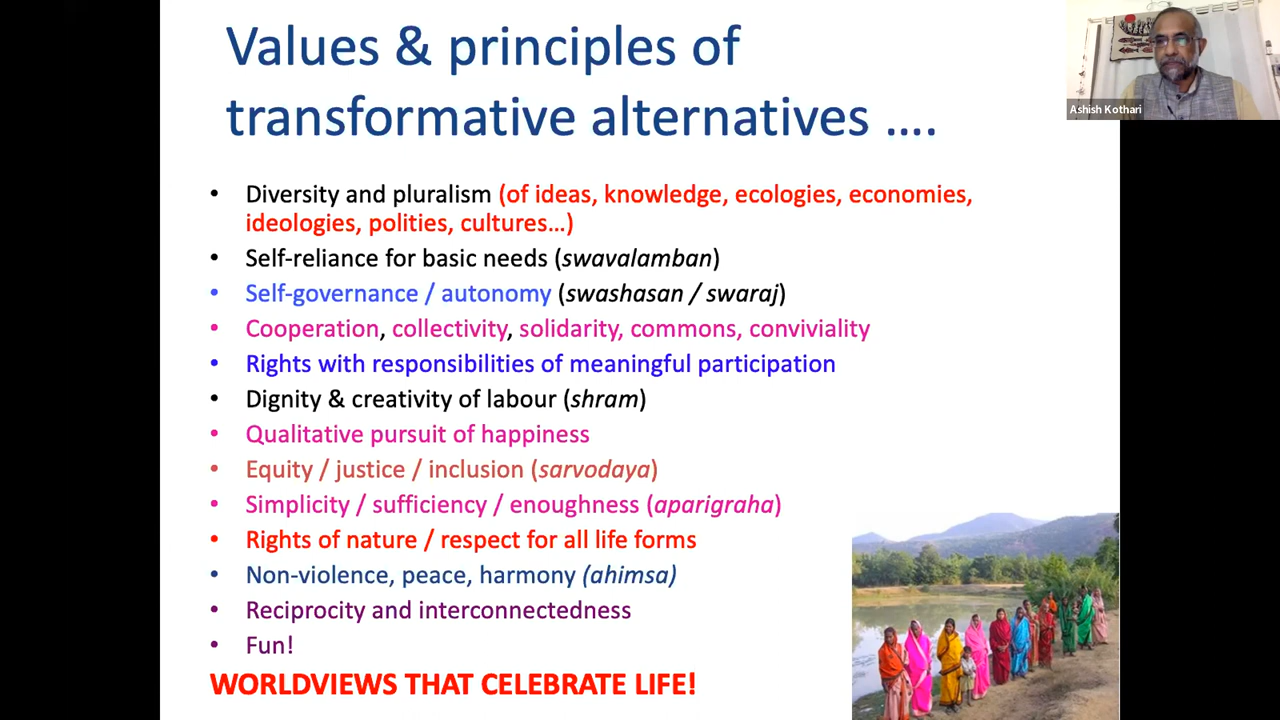 Values & principles of
transformative alternatives ....
Ashish Kothari
• Diversity and pluralism (of ideas, knowledge, ecologies, economies,
ideologies, polities, cultures…)
• Self-reliance for basic needs (swavalamban)
• Self-governance / autonomy (swashasan / swaraj)
• Cooperation, collectivity, solidarity, commons, conviviality
• Rights with responsibilities of meaningful participation
• Dignity & creativity of labour (shram)
• Qualitative pursuit of happiness
• Equity / justice / inclusion (sarvodaya)
• Simplicity / sufficiency / enoughness (aparigraha)
• Rights of nature / respect for all life forms
• Non-violence, peace, harmony (ahimsa)
• Reciprocity and interconnectedness
• Fun!
WORLDVIEWS THAT CELEBRATE LIFE!